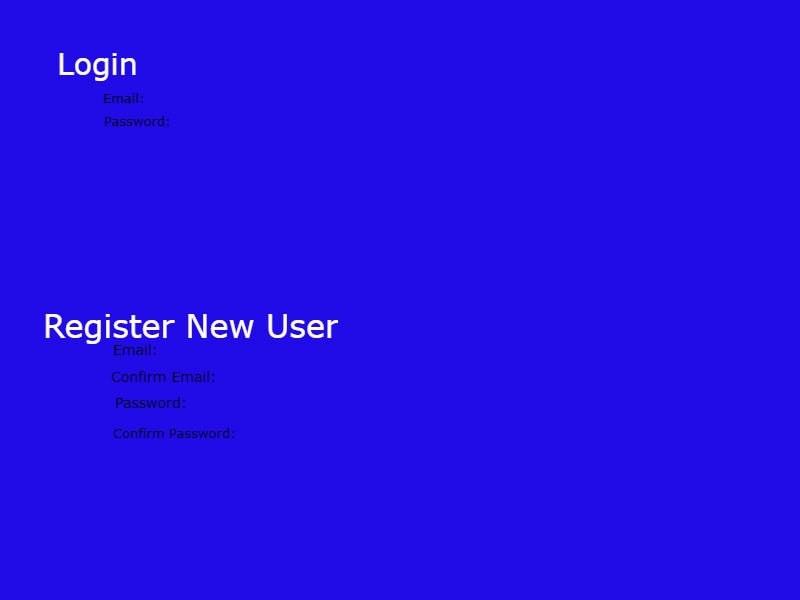 Login
Email:
Password:
Register New User
Email:
Confirm Email:
Password:
Confirm Password: